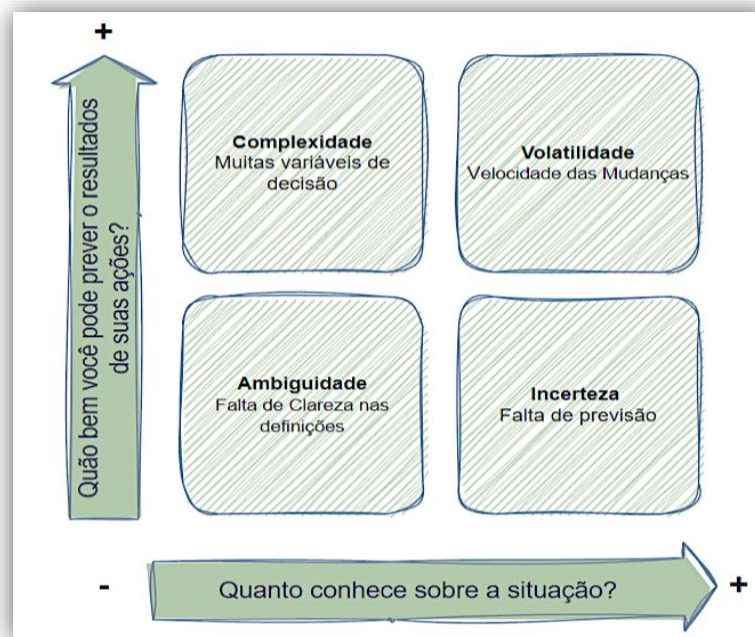 +
Quão bem você pode prever o resultados
de suas ações?
Complexidade
Muitas variáveis de
decisão
Volatilidade
Velocidade das Mudanças
Ambiguidade
Falta de Clareza nas
definições
Incerteza
Falta de previsão
-
Quanto conhece sobre a situação?
+